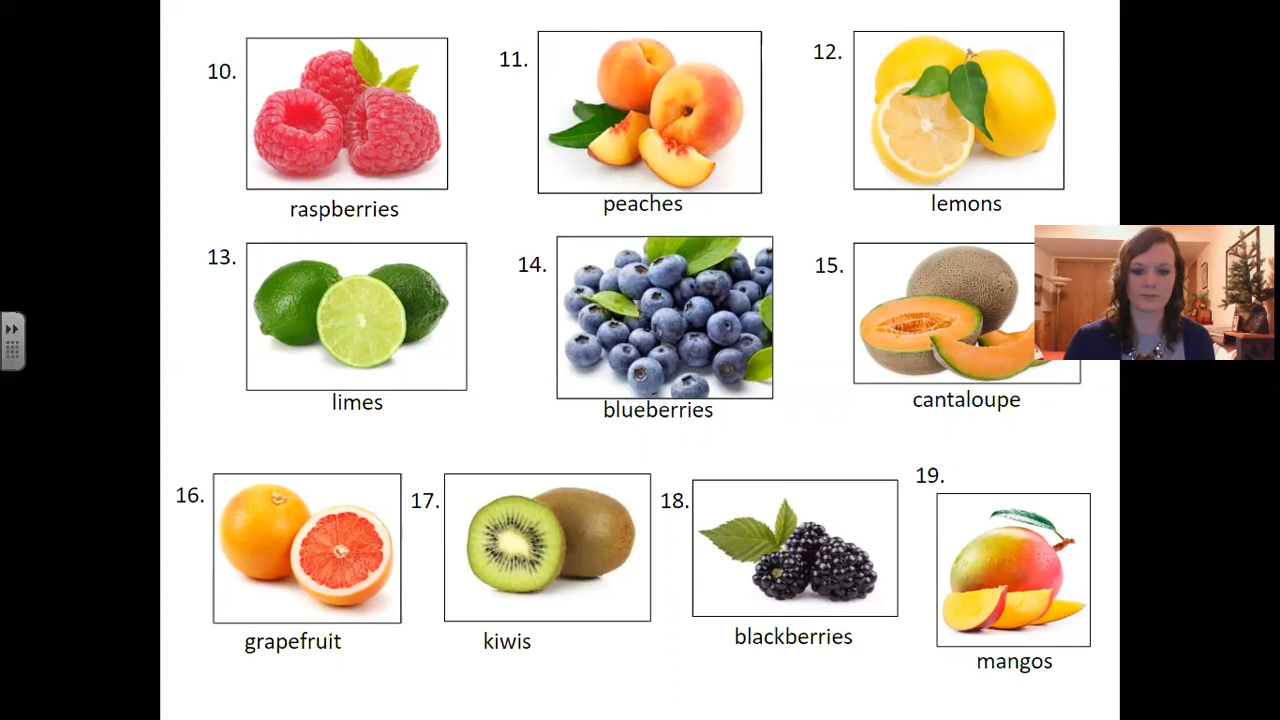 10.
raspberries
11.
peaches
12.
lemons
13.
limes
14.
blueberries
15.
cantaloupe
16.
grapefruit
17.
kiwis
18.
blackberries
19.
mangos